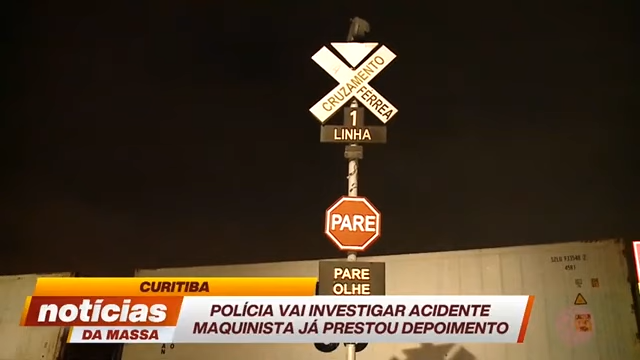 CRUZAMENTO
FERREA
1
LINHA
PARE
PARE
OLHE
45R1
CURITIBA
notícias
DA MASSA
POLÍCIA VAI INVESTIGAR ACIDENTE
MAQUINISTA JÁ PRESTOU DEPOIMENTO